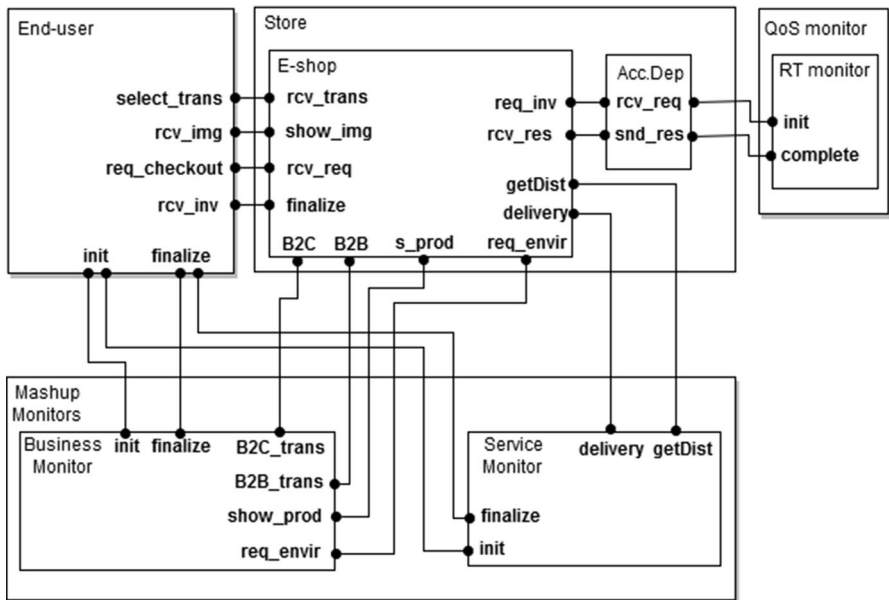 End-user
select_trans
rcv_img
req_checkout
rcv_inv
init finalize
Store
E-shop
rcv_trans
show_img
rcv_req
finalize
req_inv
rcv_res
getDist
delivery
B2C B2B s_prod req_envir
Acc.Dep
rcv_req
snd_res
QoS monitor
RT monitor
init
complete
Mashup
Monitors
Business
Monitor
init finalize B2C_trans
B2B_trans
show_prod
req_envir
Service
Monitor
delivery getDist
finalize
init